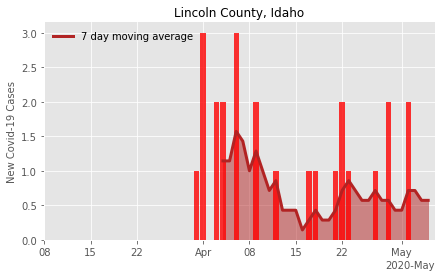 Lincoln County, Idaho
7 day moving average
New Covid-19 Cases
3.0
2.5
2.0
1.5
1.0
0.5
0.0
08 15 22 Apr 08 15 22 May
2020-May